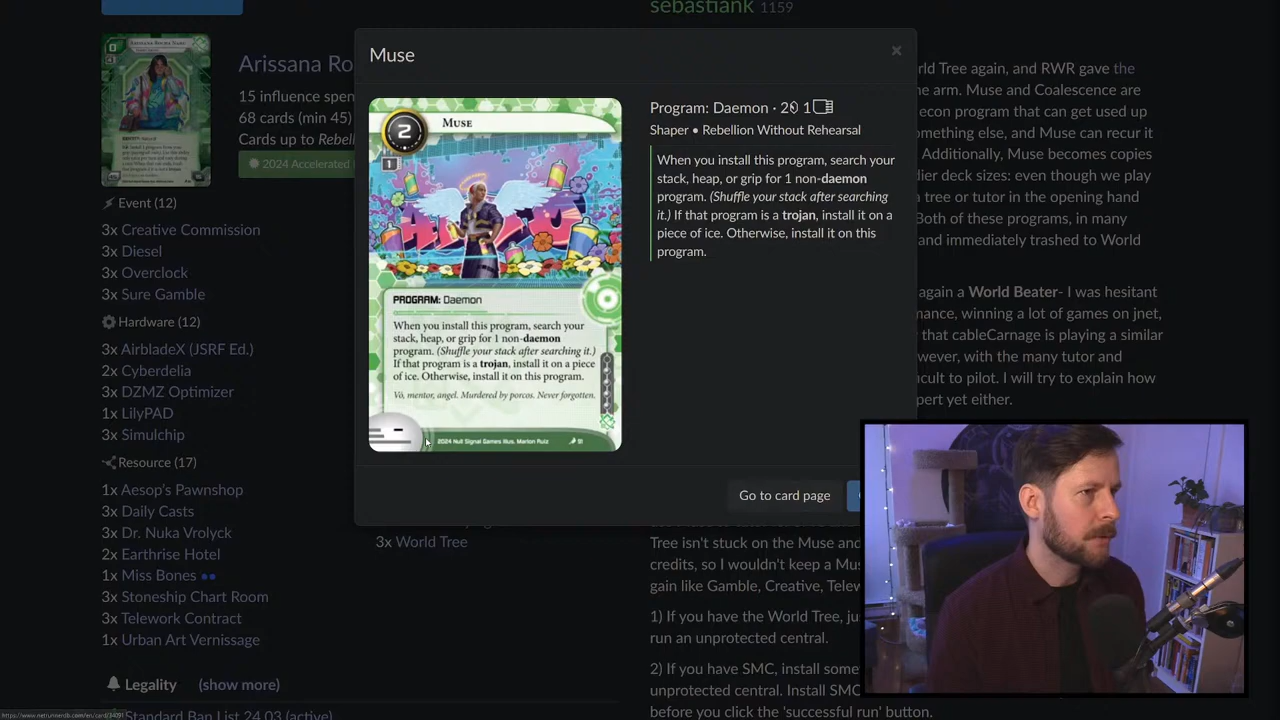 sebastiank 1159
Arissana Ro
15 influence spen
68 cards (min 45)
Cards up to Rebel
2024 Accelerated
Event (12)
3x Creative Commission
3x Diesel
3x Overclock
3x Sure Gamble
Hardware (12)
3x AirbladeX (JSRF Ed.)
2x Cyberdelia
3x DZMZ Optimizer
1x LilyPAD
3x Simulchip
Resource (17)
1x Aesop's Pawnshop
3x Daily Casts
3x Dr. Nuka Vrolyck
2x Earthrise Hotel
1x Miss Bones
3x Stoneship Chart Room
3x Telework Contract
1x Urban Art Vernissage
Legality (show more)
Standard Ban List 24.03 (active)
3x World Tree
Muse
×
2
MUSE
1
PROGRAM: Daemon
When you install this program, search your
stack, heap, or grip for 1 non-daemon
program. (Shuffle your stack after searching it.)
If that program is a trojan, install it on a piece
of ice. Otherwise, install it on this program.
Vó, mentor, angel. Murdered by porcos. Never forgotten.
2024 Null Signal Games Illus. Marlon Ruiz
Program: Daemon • 2 1
Shaper • Rebellion Without Rehearsal
When you install this program, search your
stack, heap, or grip for 1 non-daemon
program. (Shuffle your stack after searching
it.) If that program is a trojan, install it on a
piece of ice. Otherwise, install it on this
program.
Go to card page
rld Tree again, and RWR gave the
he arm. Muse and Coalescence are
econ program that can get used up
omething else, and Muse can recur it
Additionally, Muse becomes copies
ier deck sizes: even though we play
tree or tutor in the opening hand
Both of these programs, in many
and immediately trashed to World
again a World Beater- I was hesitant
mance, winning a lot of games on jnet,
that cableCarnage is playing a similar
owever, with the many tutor and
icult to pilot. I will try to explain how
pert yet either.
Tree isn't stuck on the Muse and
credits, so I wouldn't keep a Mus
gain like Gamble, Creative, Telew
1) If you have the World Tree, ju
run an unprotected central.
2) If you have SMC, install some
unprotected central. Install SMC
before you click the 'successful run' button.